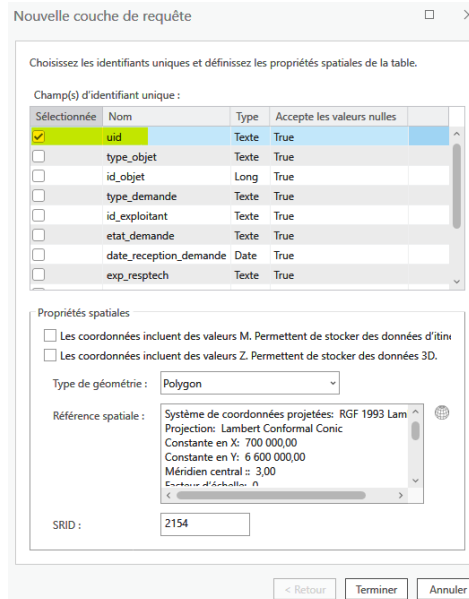 Nouvelle couche de requête
Choisissez les identifiants uniques et définissez les propriétés spatiales de la table.
Champ(s) d'identifiant unique :
Sélectionnée Nom Type Accepte les valeurs nulles
uid Texte True
type_objet Texte True
id_objet Long True
type_demande Texte True
id_exploitant Texte True
etat_demande Texte True
date_reception_demande Date True
exp_resptech Texte True
Propriétés spatiales
Les coordonnées incluent des valeurs M. Permettent de stocker des données d'itine
Les coordonnées incluent des valeurs Z. Permettent de stocker des données 3D.
Type de géométrie : Polygon
Référence spatiale : Système de coordonnées projetées: RGF 1993 Lam
Projection: Lambert Conformal Conic
Constante en X: 700 000,00
Constante en Y: 6 600 000,00
Méridien central :: 3,00
Facteur d'échelle: 0
SRID : 2154
< Retour Terminer Annuler